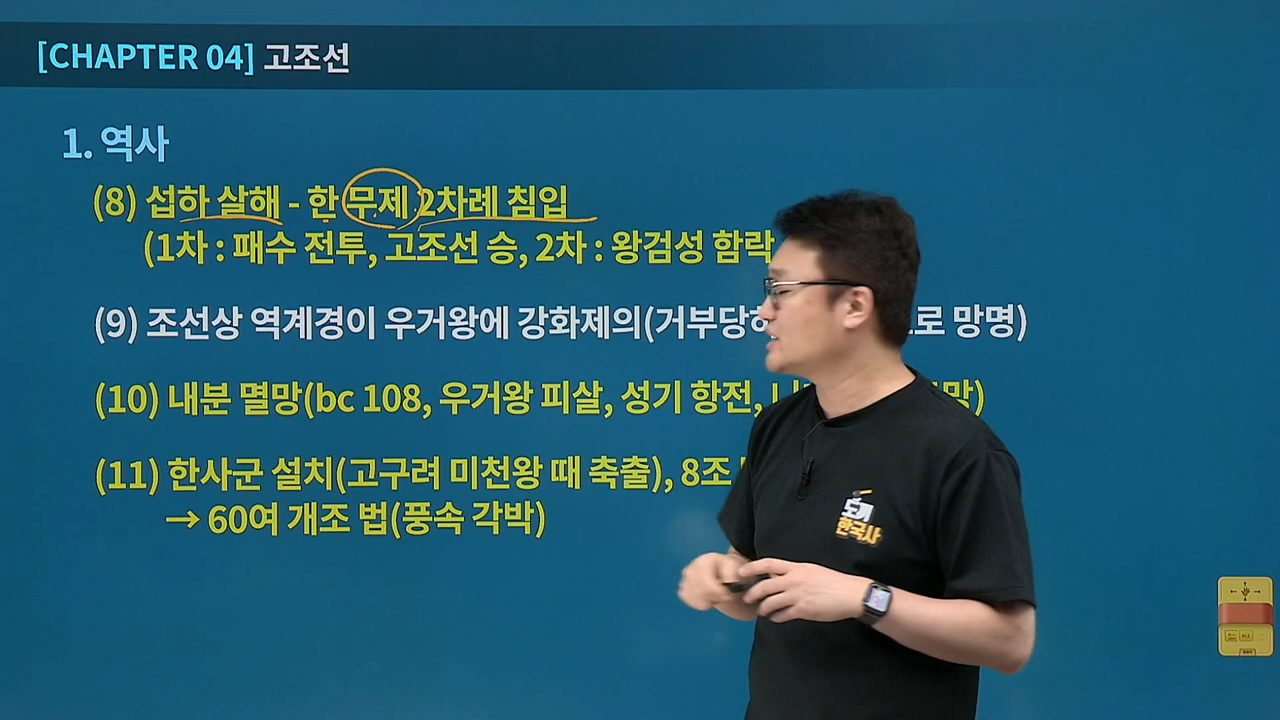 [CHAPTER 04] 고조선
1. 역사
(8) 섭하 살해 - 한 무제 2차례 침입
(1차 : 패수 전투, 고조선 승, 2차 : 왕검성 함락
(9) 조선상 역계경이 우거왕에 강화제의(거부당하 로 망명)
(10) 내분 멸망(bc 108, 우거왕 피살, 성기 항전, 망)
(11) 한사군 설치(고구려 미천왕 때 축출), 8조
→ 60여 개조 법(풍속 각박)
도끼
한국사
ALL
EXIT